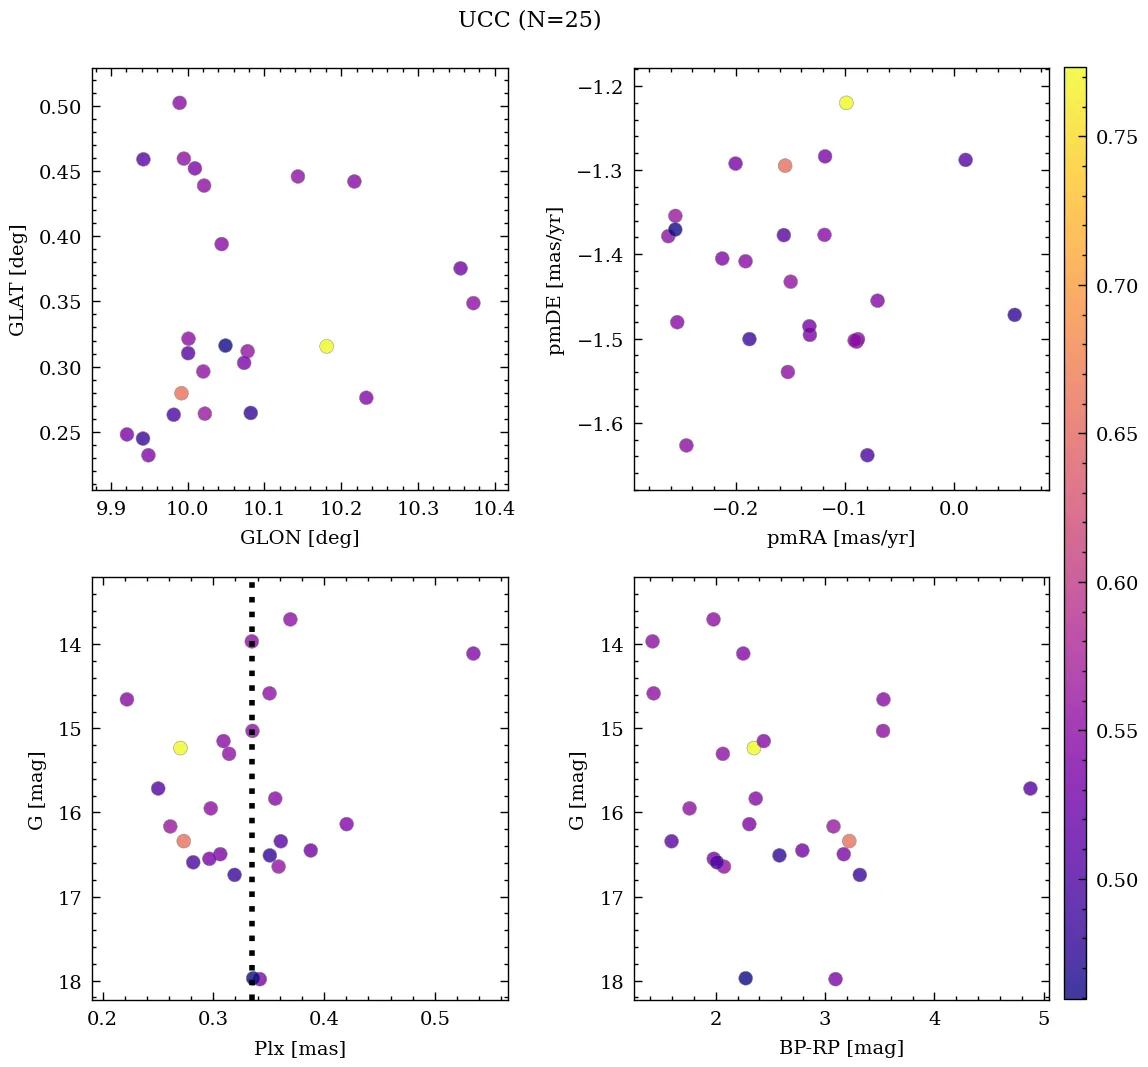 UCC (N=25)
0.50
0.45
0.40
0.35
0.30
0.25
GLAT [deg]
9.9 10.0 10.1 10.2 10.3 10.4
GLON [deg]
−1.2
−1.3
−1.4
−1.5
−1.6
pmDE [mas/yr]
−0.2 −0.1 0.0
pmRA [mas/yr]
14
15
16
17
18
G [mag]
0.2 0.3 0.4 0.5
Plx [mas]
14
15
16
17
18
G [mag]
2 3 4 5
BP-RP [mag]
0.75
0.70
0.65
0.60
0.55
0.50